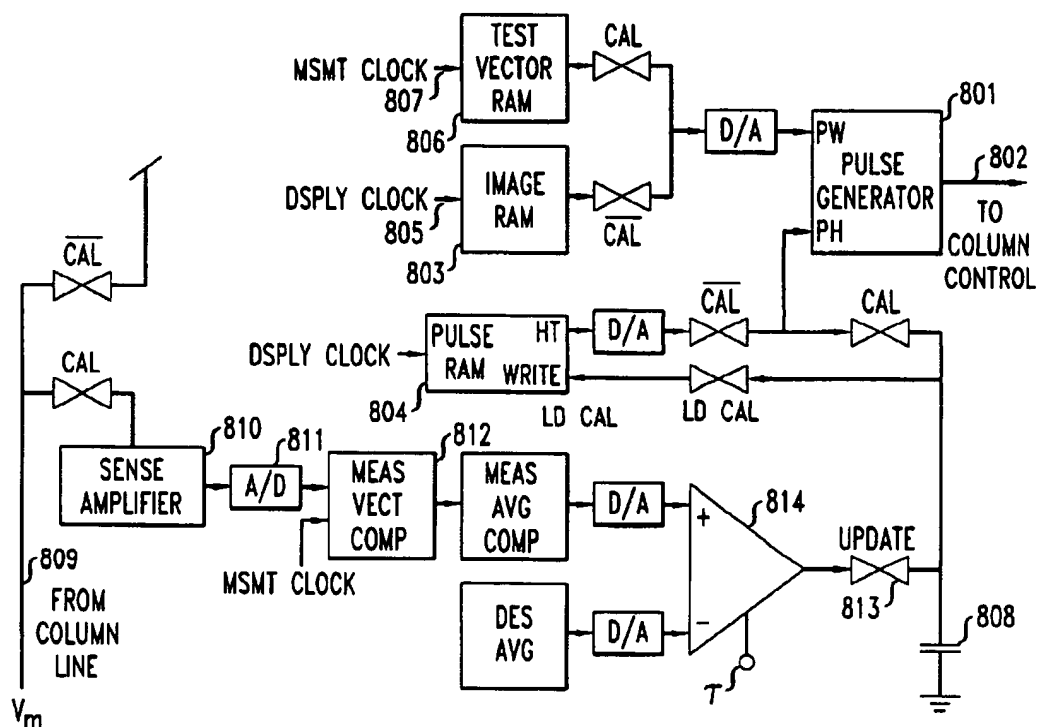 TEST
VECTOR
RAM
CAL
MSMT CLOCK
807
806
801
D/A
PW
PULSE
GENERATOR
PH
802
TO
COLUMN
CONTROL
IMAGE
RAM
DSPLY CLOCK
805
803
CAL
CAL
CAL
PULSE
RAM
HT
WRITE
D/A
CAL
CAL
DSPLY CLOCK
804
LD CAL
LD CAL
810
SENSE
AMPLIFIER
811
A/D
812
MEAS
VECT
COMP
MSMT CLOCK
MEAS
AVG
COMP
D/A
+
814
UPDATE
813
808
DES
AVG
D/A
−
T
809
FROM
COLUMN
LINE
Vm